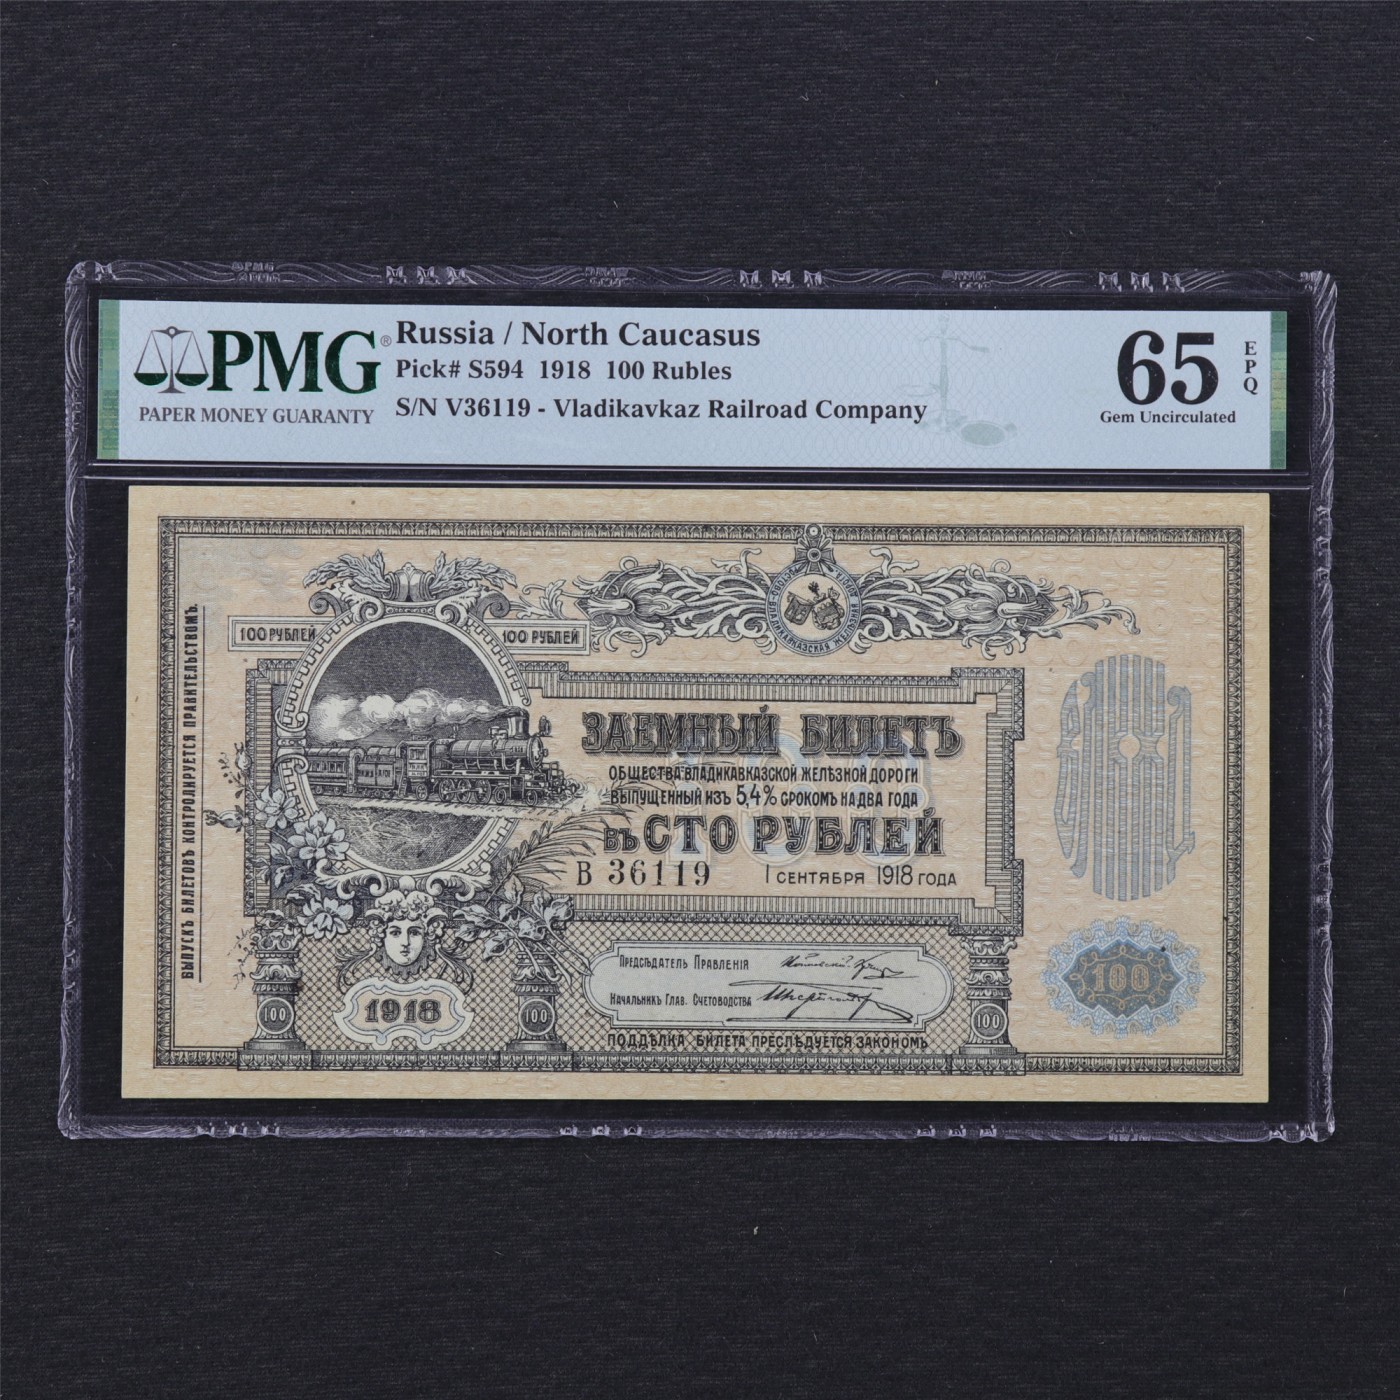 PMG®
PAPER MONEY GUARANTY
Russia / North Caucasus
Pick# S594 1918 100 Rubles
S/N V36119 - Vladikavkaz Railroad Company
65
EPQ
Gem Uncirculated
100 РУБЛЕЙ
100 РУБЛЕЙ
ВЫПУСКЪ БИЛЕТОВЪ КОНТРОЛИРУЕТСЯ ПРАВИТЕЛЬСТВОМЪ.
ЗАЕМНЫЙ БИЛЕТЪ
ОБЩЕСТВА ВЛАДИКАВКАЗСКОЙ ЖЕЛѢЗНОЙ ДОРОГИ
ВЫПУЩЕННЫЙ ИЗЪ 5,4% СРОКОМЪ НА ДВА ГОДА
ВЪ СТО РУБЛЕЙ
В 36119
1 СЕНТЯБРЯ 1918 ГОДА
ПРЕДСѢДАТЕЛЬ ПРАВЛЕНІЯ
НАЧАЛЬНИКЪ ГЛАВ. СЧЕТОВОДСТВА
ПОДДѢЛКА БИЛЕТА ПРЕСЛѢДУЕТСЯ ЗАКОНОМЪ
1918
100
100
100
100